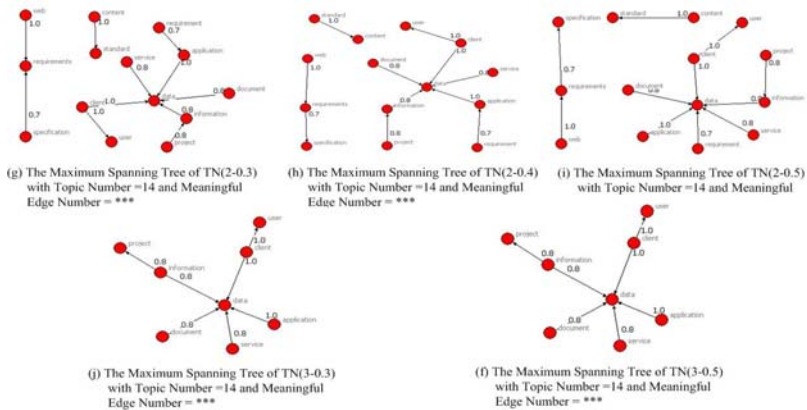 web
1.0
requirements
0.7
specification
content
1.0
standard
requirement
0.7
application
service
0.8
1.0
client
1.0
data
document
0.8
1.0
user
information
0.8
0.8
project
standard
1.0
content
user
client
1.0
1.0
document
0.8
web
1.0
data
service
0.8
requirements
0.7
specification
information
0.8
1.0
application
0.8
project
0.7
requirement
specification
standard
1.0
content
user
1.0
client
project
0.8
0.7
requirements
1.0
web
document
0.8
1.0
data
0.8
information
1.0
application
0.7
requirement
0.8
service
(g) The Maximum Spanning Tree of TN(2-0.3)
with Topic Number =14 and Meaningful
Edge Number = ***
(h) The Maximum Spanning Tree of TN(2-0.4)
with Topic Number =14 and Meaningful
Edge Number = ***
(i) The Maximum Spanning Tree of TN(2-0.5)
with Topic Number =14 and Meaningful
user
1.0
client
1.0
project
0.8
information
0.8
data
0.8
document
0.8
service
1.0
application
user
1.0
client
1.0
project
0.8
information
0.8
data
0.8
document
0.8
service
1.0
application
(j) The Maximum Spanning Tree of TN(3-0.3)
with Topic Number =14 and Meaningful
Edge Number = ***
(f) The Maximum Spanning Tree of TN(3-0.5)
with Topic Number =14 and Meaningful
Edge Number = ***